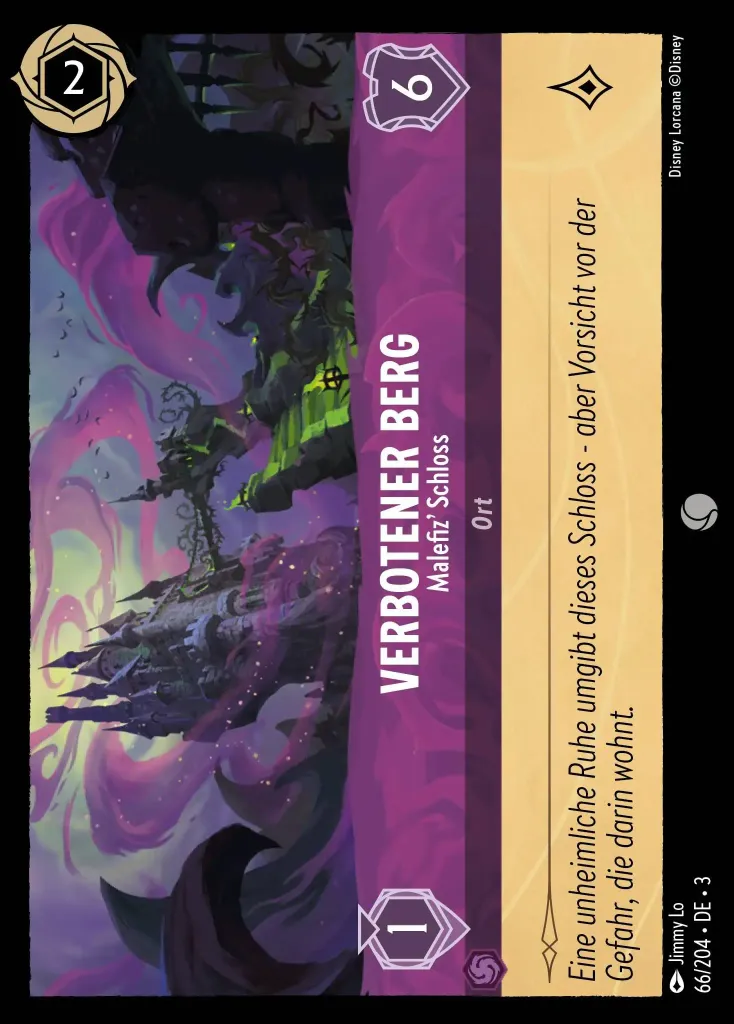 2
6
VERBOTENER BERG
Malefiz’ Schloss
1
Ort
Eine unheimliche Ruhe umgibt dieses Schloss - aber Vorsicht vor der
Gefahr, die darin wohnt.
Jimmy Lo
66/204 • DE • 3
Disney Lorcana ©Disney